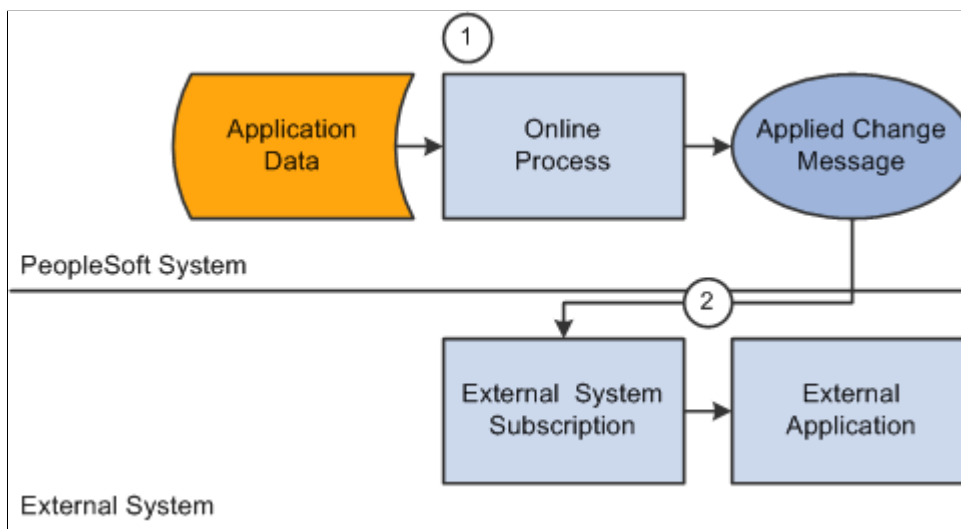 1
Application
Data
Online
Process
Applied Change
Message
PeopleSoft System
2
External System
Subscription
External
Application
External System